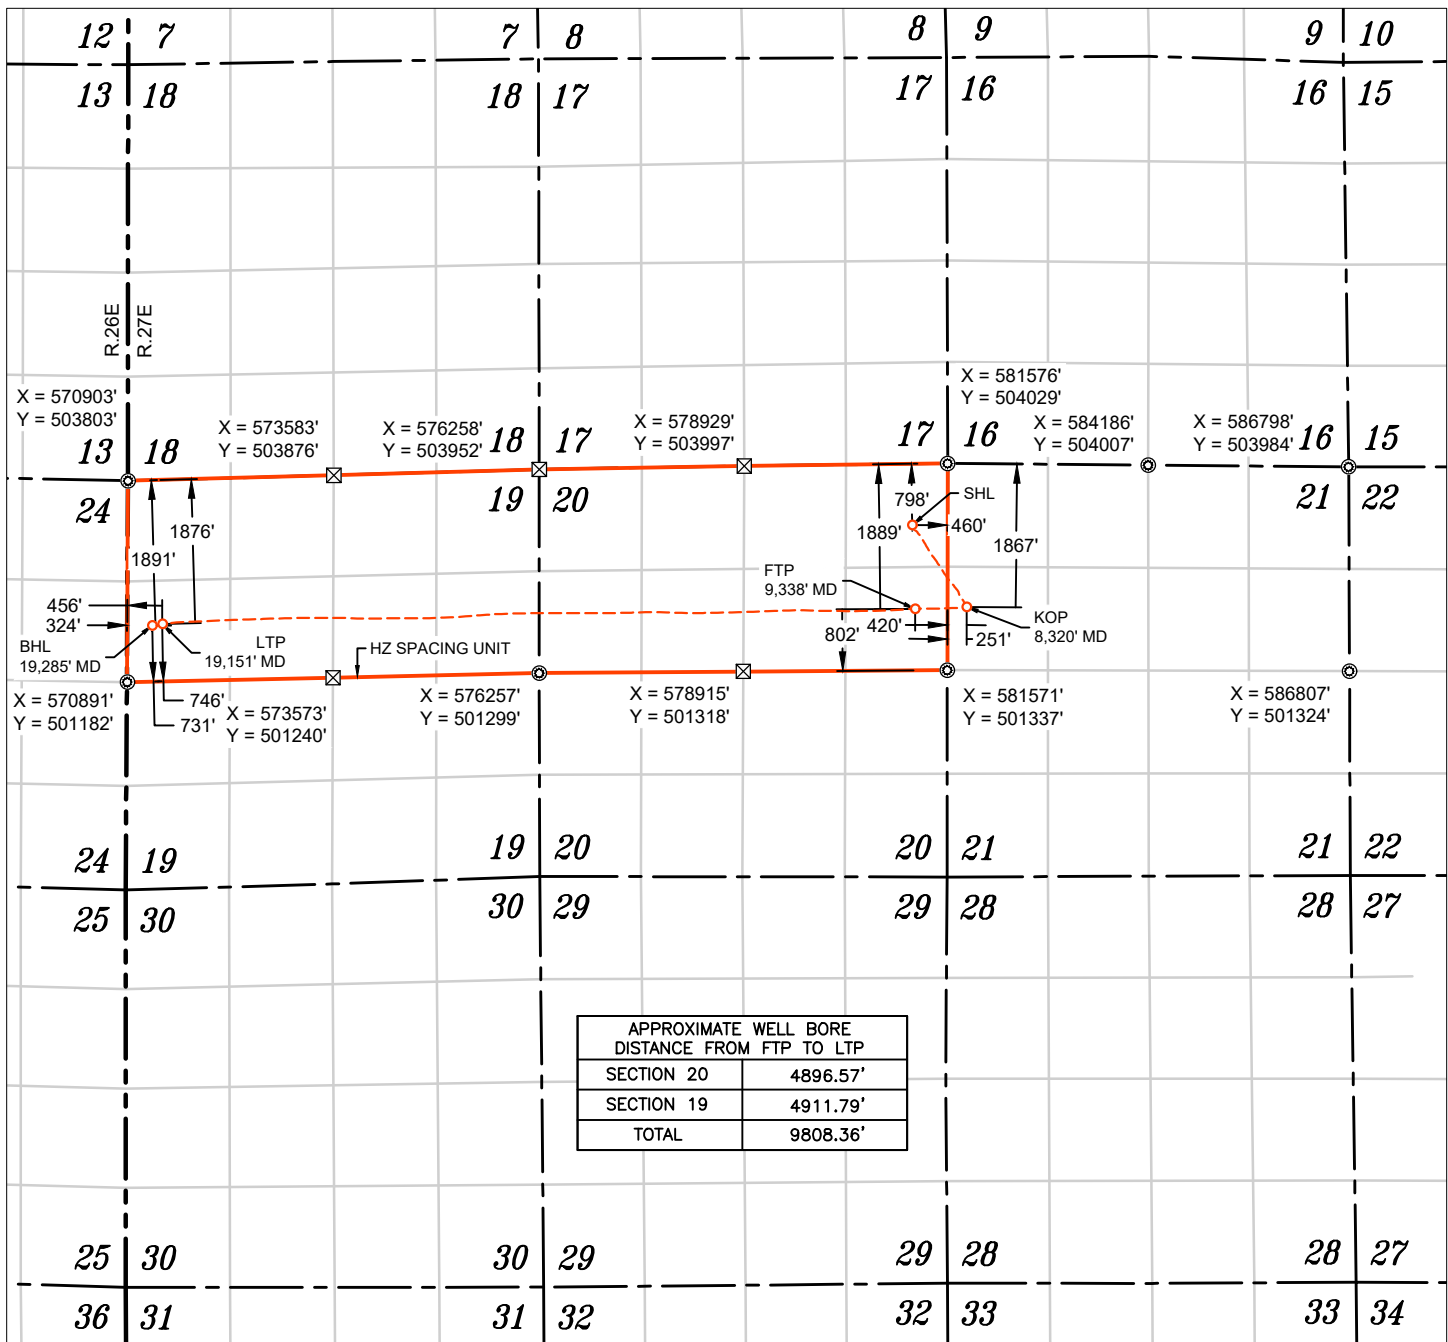 12 7
7 8
8 9
9 10
13 18
18 17
17 16
16 15
R.26E
R.27E
X = 570903'
Y = 503803'
X = 573583'
Y = 503876'
X = 576258'
Y = 503952'
X = 578929'
Y = 503997'
X = 581576'
Y = 504029'
X = 584186'
Y = 504007'
X = 586798'
Y = 503984'
13 18
18 17
17 16
16 15
24
19 20
21 22
798'
SHL
460'
1876'
1889'
1867'
1891'
FTP
9,338' MD
456'
324'
802'
420'
251'
KOP
8,320' MD
BHL
19,285' MD
LTP
19,151' MD
HZ SPACING UNIT
746'
731'
X = 570891'
Y = 501182'
X = 573573'
Y = 501240'
X = 576257'
Y = 501299'
X = 578915'
Y = 501318'
X = 581571'
Y = 501337'
X = 586807'
Y = 501324'
24 19
19 20
20 21
21 22
25 30
30 29
29 28
28 27
APPROXIMATE WELL BORE
DISTANCE FROM FTP TO LTP
SECTION 20 4896.57'
SECTION 19 4911.79'
TOTAL 9808.36'
25 30
30 29
29 28
28 27
36 31
31 32
32 33
33 34